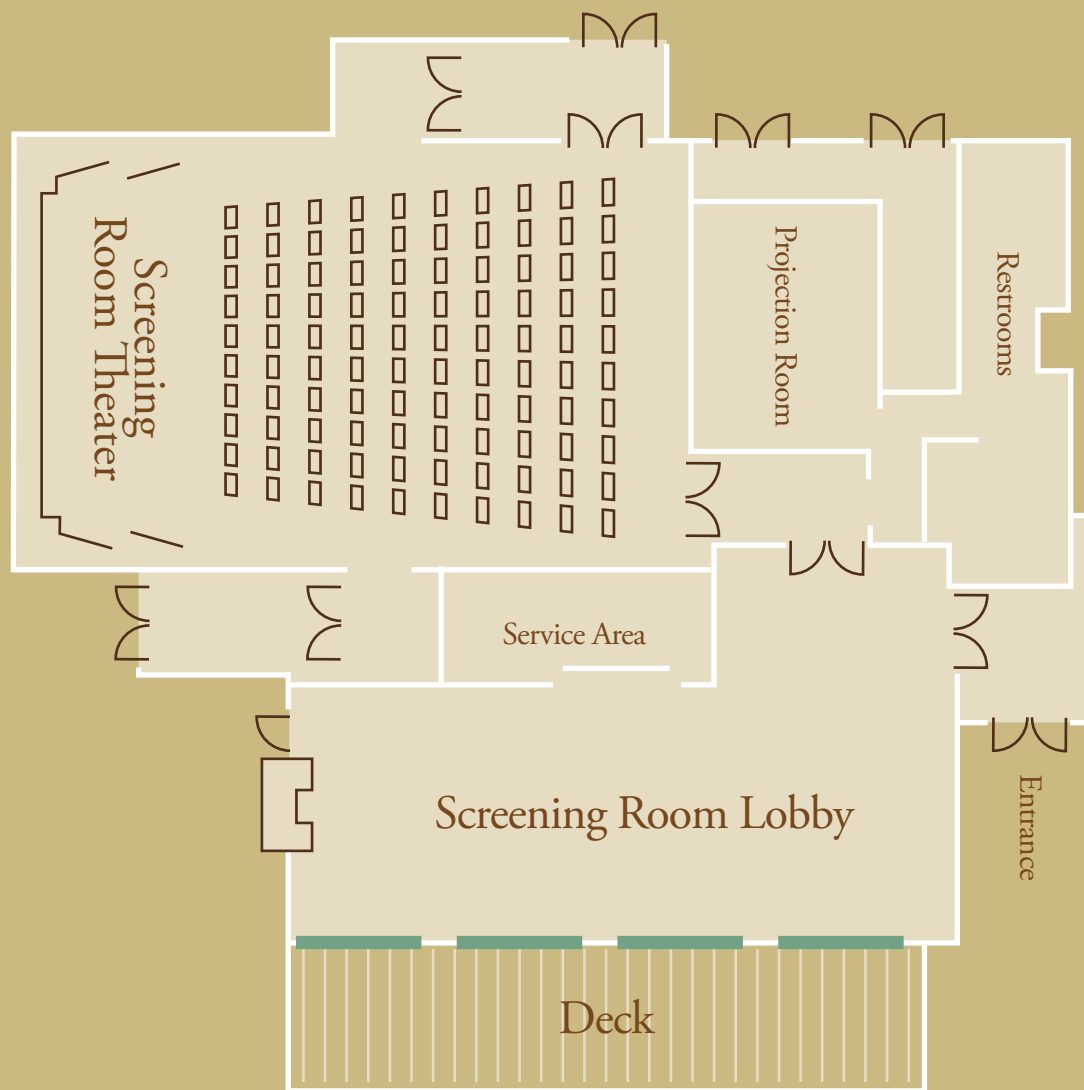 Screening
Room Theater
Projection Room
Restrooms
Service Area
Screening Room Lobby
Entrance
Deck